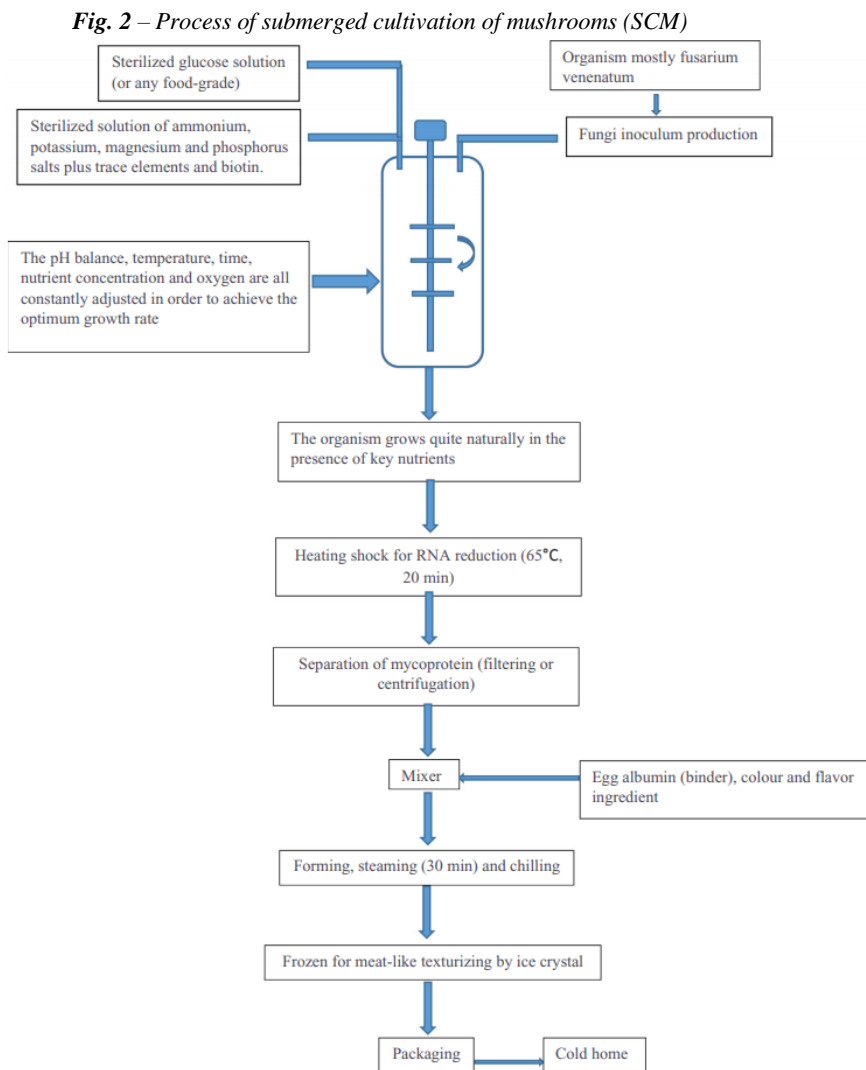 Fig. 2 – Process of submerged cultivation of mushrooms (SCM)
Sterilized glucose solution
(or any food-grade)
Organism mostly fusarium
venenatum
Sterilized solution of ammonium,
potassium, magnesium and phosphorus
salts plus trace elements and biotin.
Fungi inoculum production
The pH balance, temperature, time,
nutrient concentration and oxygen are all
constantly adjusted in order to achieve the
optimum growth rate
The organism grows quite naturally in the
presence of key nutrients
Heating shock for RNA reduction (65°C,
20 min)
Separation of mycoprotein (filtering or
centrifugation)
Mixer
Egg albumin (binder), colour and flavor
ingredient
Forming, steaming (30 min) and chilling
Frozen for meat-like texturizing by ice crystal
Packaging
Cold home